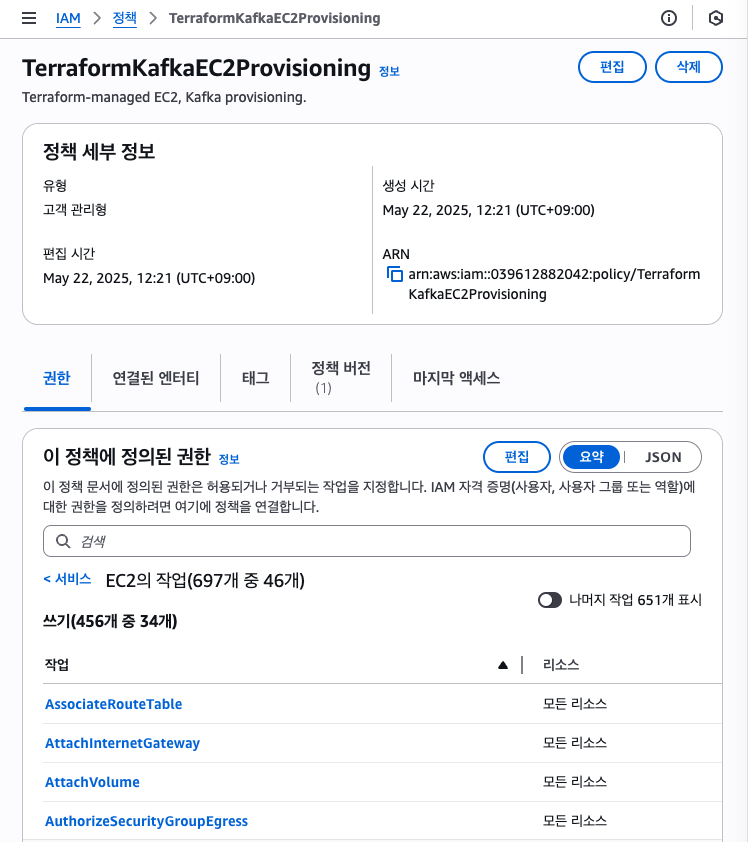 IAM > 정책 > TerraformKafkaEC2Provisioning
TerraformKafkaEC2Provisioning 정보
편집 삭제
Terraform-managed EC2, Kafka provisioning.
정책 세부 정보
유형
고객 관리형
생성 시간
May 22, 2025, 12:21 (UTC+09:00)
편집 시간
May 22, 2025, 12:21 (UTC+09:00)
ARN
arn:aws:iam::039612882042:policy/Terraform
KafkaEC2Provisioning
권한 연결된 엔터티 태그 정책 버전 마지막 액세스
(1)
이 정책에 정의된 권한 정보
편집 요약 JSON
이 정책 문서에 정의된 권한은 허용되거나 거부되는 작업을 지정합니다. IAM 자격 증명(사용자, 사용자 그룹 또는 역할)에
대한 권한을 정의하려면 여기에 정책을 연결합니다.
검색
< 서비스 EC2의 작업(697개 중 46개)
나머지 작업 651개 표시
쓰기(456개 중 34개)
작업 ▲ 리소스
AssociateRouteTable 모든 리소스
AttachInternetGateway 모든 리소스
AttachVolume 모든 리소스
AuthorizeSecurityGroupEgress 모든 리소스